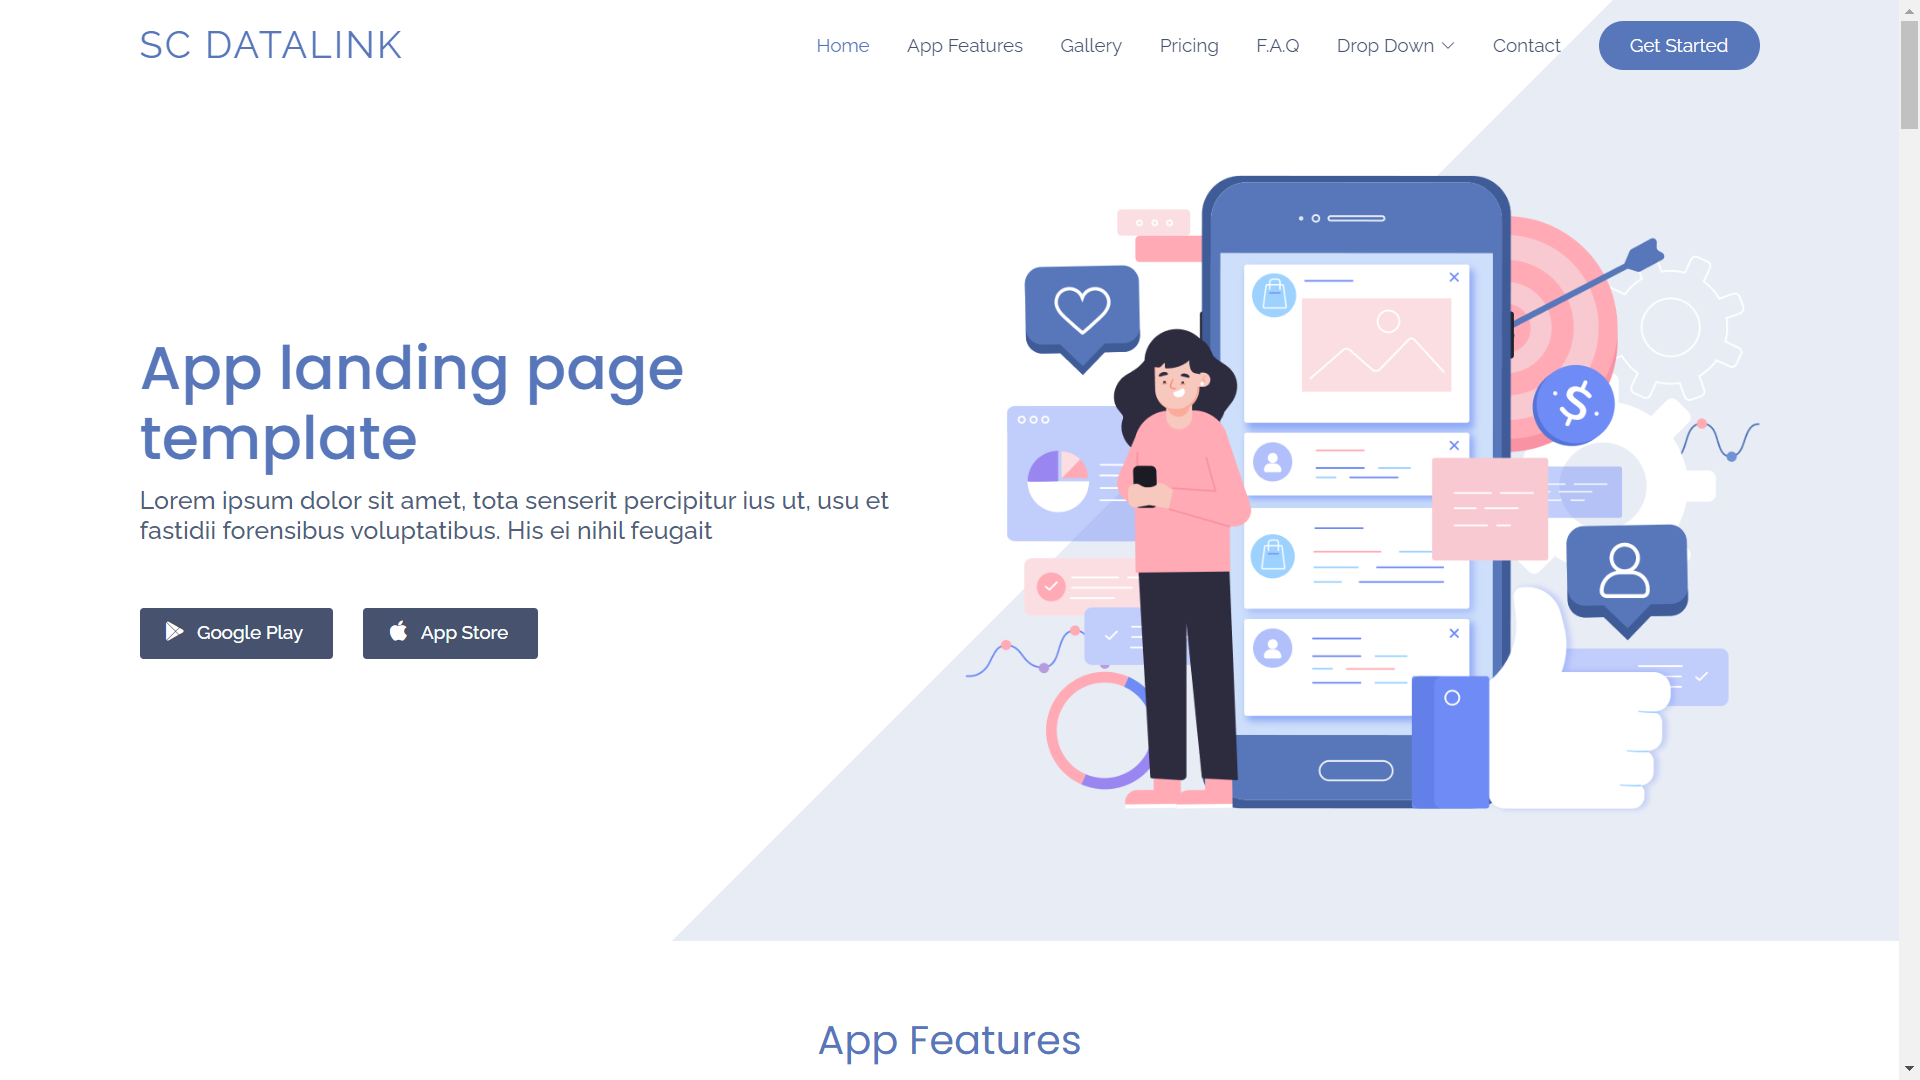 SC DATALINK
Home
App Features
Gallery
Pricing
F.A.Q
Drop Down
Contact
Get Started
App landing page
template
Lorem ipsum dolor sit amet, tota senserit percipitur ius ut, usu et
fastidii forensibus voluptatibus. His ei nihil feugait
Google Play
App Store
App Features